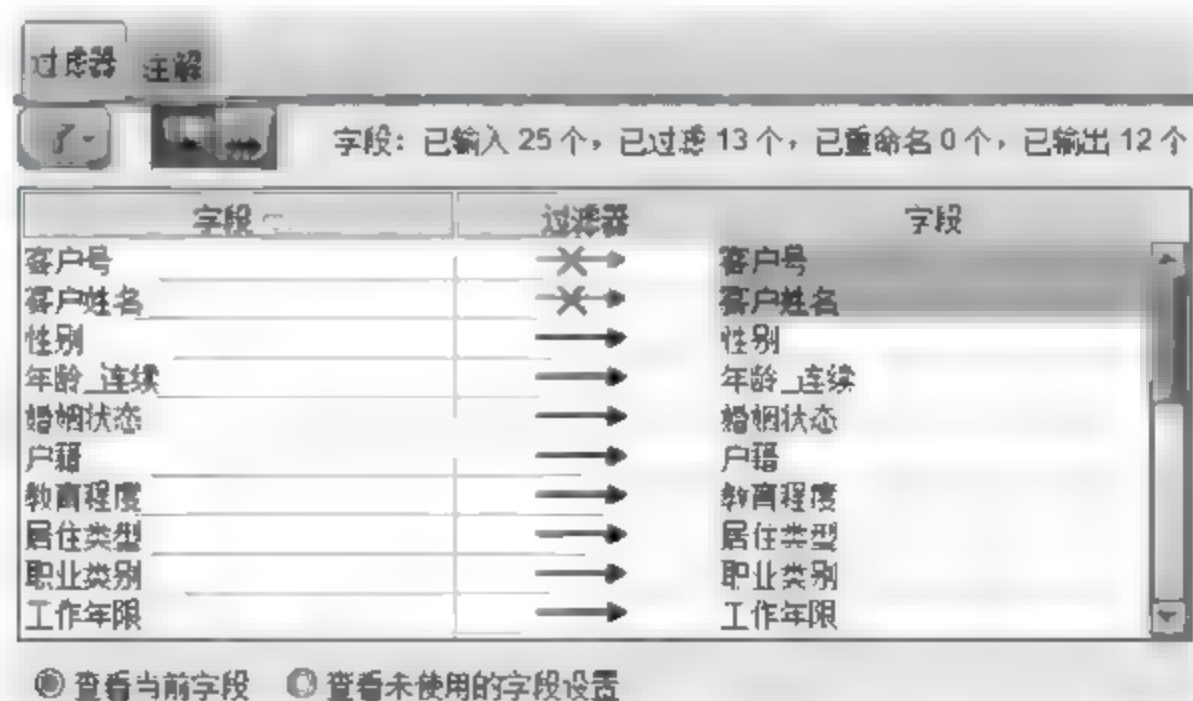 过滤器 注解
字段: 已输入 25 个, 已过滤 13 个, 已重命名 0 个, 已输出 12 个
字段 过滤器 字段
客户号 客户号
客户姓名 客户姓名
性别 性别
年龄_连续 年龄_连续
婚姻状态 婚姻状态
户籍 户籍
教育程度 教育程度
居住类型 居住类型
职业类别 职业类别
工作年限 工作年限
查看当前字段 查看未使用的字段设置